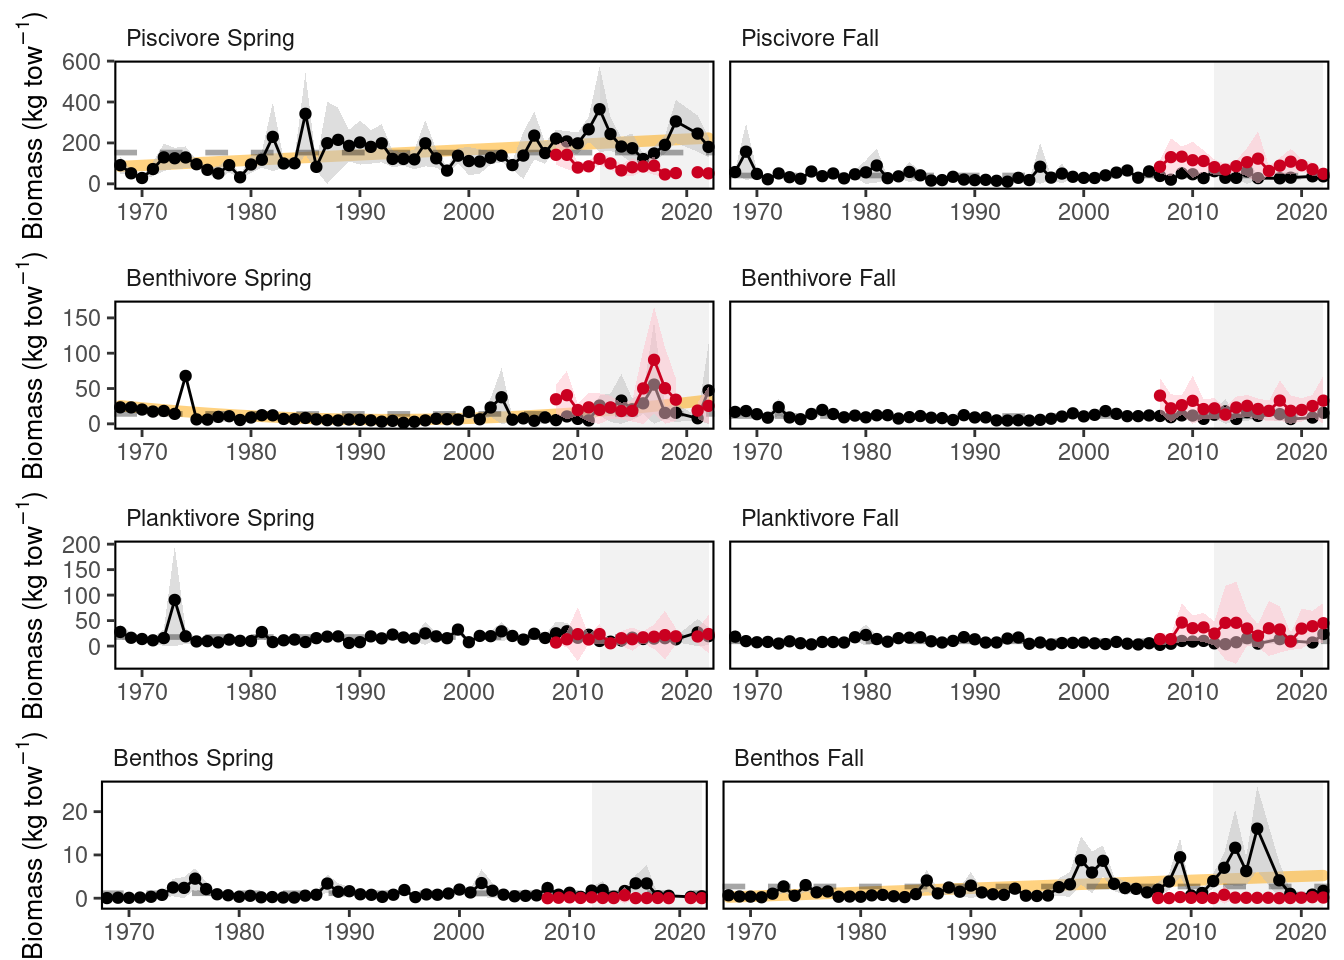 Piscivore Spring
Piscivore Fall
Biomass (kg tow−1)
600
400
200
0
1970 1980 1990 2000 2010 2020
1970 1980 1990 2000 2010 2020
Benthivore Spring
Benthivore Fall
Biomass (kg tow−1)
150
100
50
0
1970 1980 1990 2000 2010 2020
1970 1980 1990 2000 2010 2020
Planktivore Spring
Planktivore Fall
Biomass (kg tow−1)
200
150
100
50
0
1970 1980 1990 2000 2010 2020
1970 1980 1990 2000 2010 2020
Benthos Spring
Benthos Fall
Biomass (kg tow−1)
20
10
0
1970 1980 1990 2000 2010 2020
1970 1980 1990 2000 2010 2020